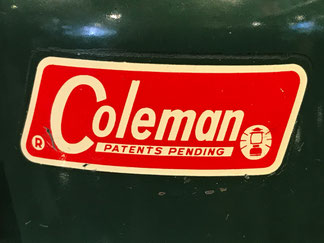 Coleman
PATENTS PENDING
®